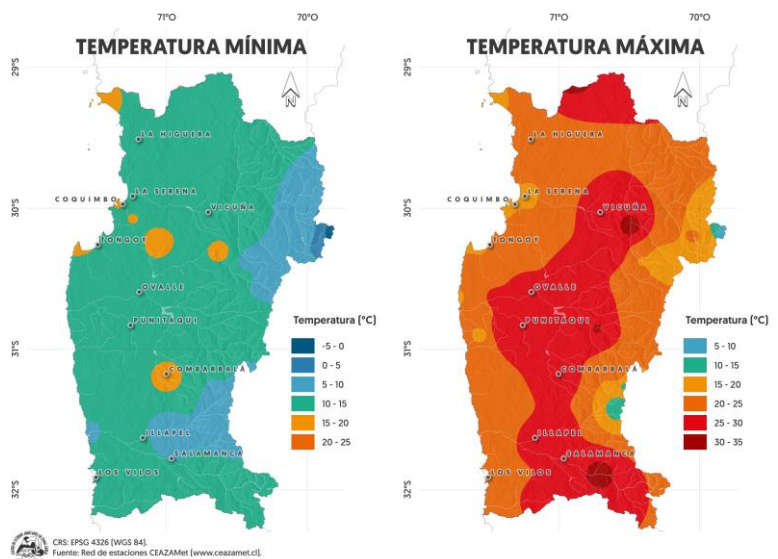 71°O
70°O
TEMPERATURA MÍNIMA
29°S
N
LA HIGUERA
LA SERENA
COQUIMBO
VICUÑA
30°S
TONGOY
OVALLE
PUNITAQUI
31°S
COMBARBALÁ
ILLAPEL
SALAMANCA
LOS VILOS
32°S
Temperatura [°C]
-5 - 0
0 - 5
5 - 10
10 - 15
15 - 20
20 - 25
71°O
70°O
TEMPERATURA MÁXIMA
29°S
N
LA HIGUERA
LA SERENA
COQUIMBO
VICUÑA
30°S
TONGOY
OVALLE
PUNITAQUI
31°S
COMBARBALÁ
ILLAPEL
SALAMANCA
LOS VILOS
32°S
Temperatura [°C]
5 - 10
10 - 15
15 - 20
20 - 25
25 - 30
30 - 35
CRS: EPSG 4326 [WGS 84].
Fuente: Red de estaciones CEAZAMet [www.ceazamet.cl].